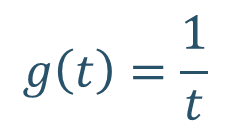 g(t) = 1/t